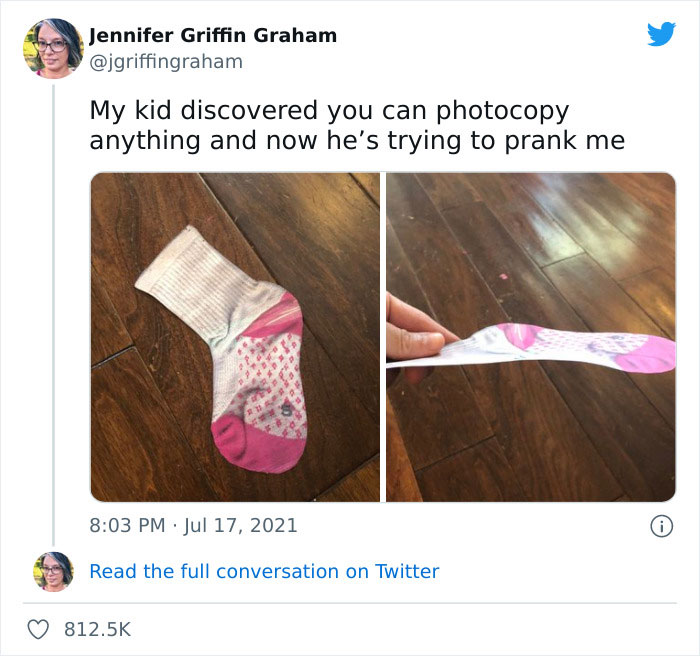 Jennifer Griffin Graham
@jgriffingraham
My kid discovered you can photocopy
anything and now he’s trying to prank me
8:03 PM · Jul 17, 2021
Read the full conversation on Twitter
812.5K